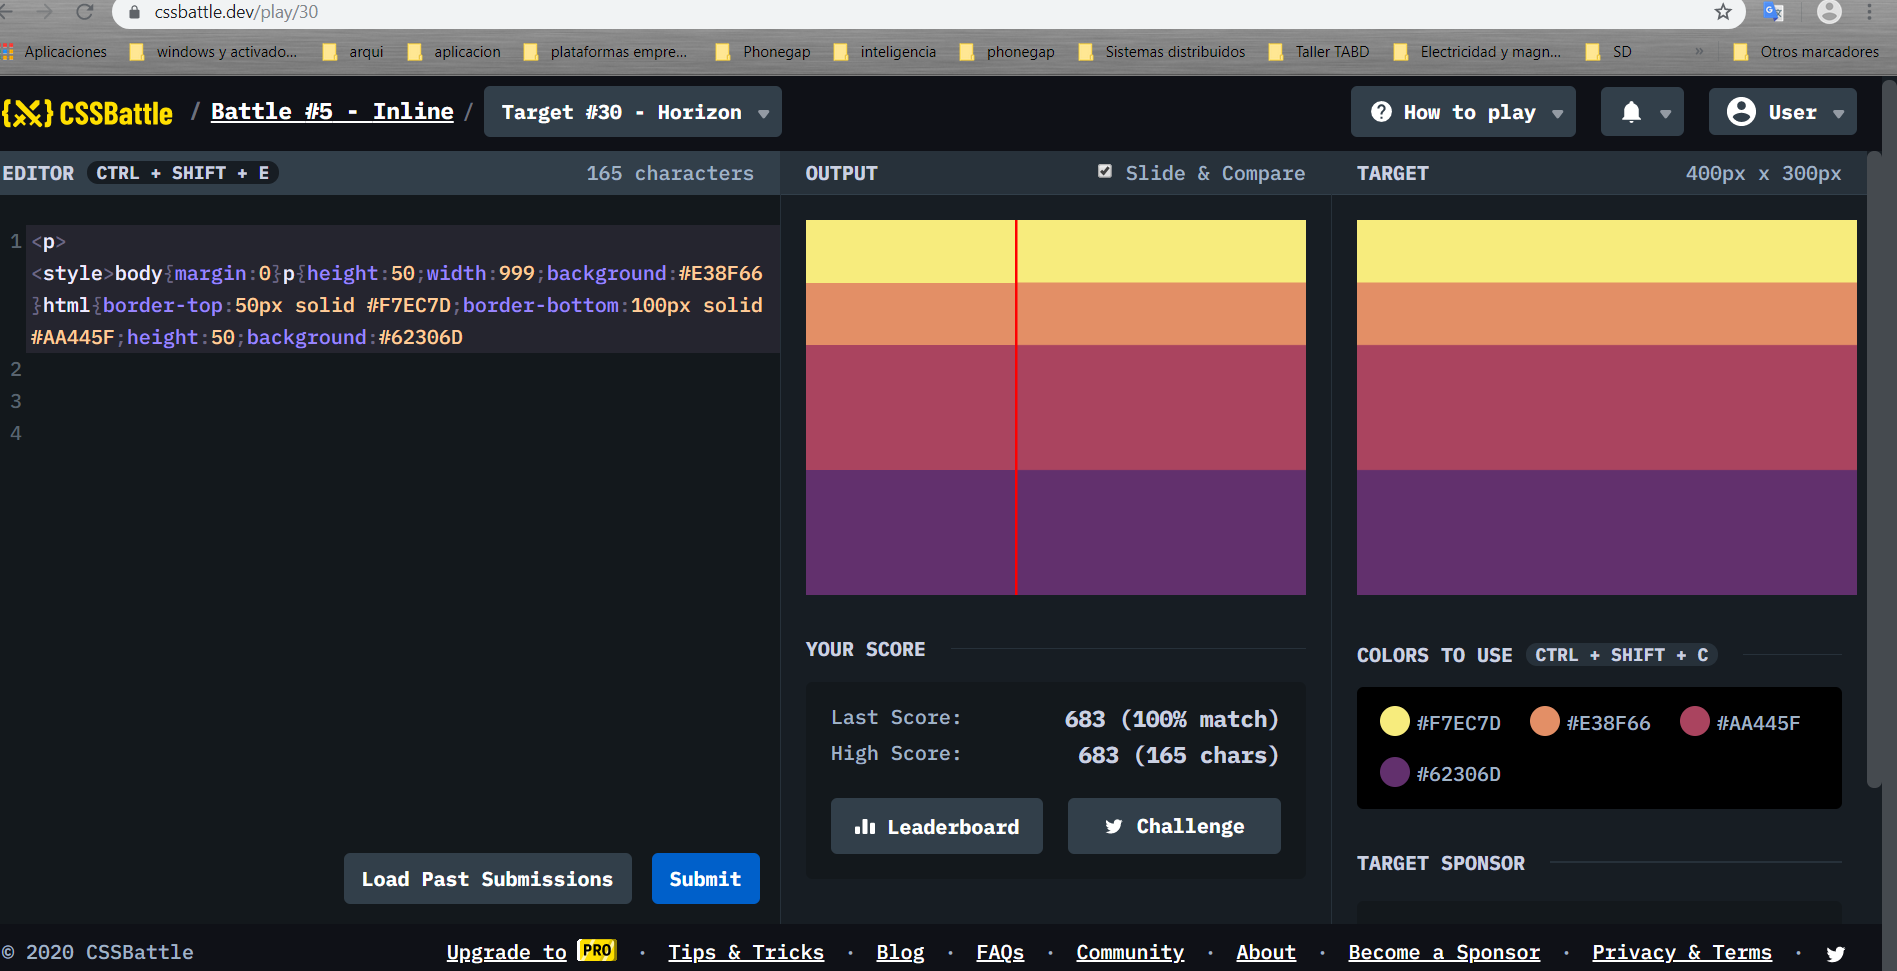 cssbattle.dev/play/30
Aplicaciones windows y activado... arqui aplicacion plataformas empre... Phonegap inteligencia phonegap Sistemas distribuidos Taller TABD Electricidad y magn... SD » Otros marcadores
{X} CSSBattle / Battle #5 - Inline / Target #30 - Horizon How to play User
EDITOR CTRL + SHIFT + E 165 characters OUTPUT Slide & Compare TARGET 400px x 300px
1 <p>
<style>body{margin:0}p{height:50;width:999;background:#E38F66
}html{border-top:50px solid #F7EC7D;border-bottom:100px solid
#AA445F;height:50;background:#62306D
2
3
4
YOUR SCORE
Last Score: 683 (100% match)
High Score: 683 (165 chars)
Leaderboard Challenge
COLORS TO USE CTRL + SHIFT + C
#F7EC7D #E38F66 #AA445F
#62306D
TARGET SPONSOR
Load Past Submissions Submit
© 2020 CSSBattle Upgrade to PRO · Tips & Tricks · Blog · FAQs · Community · About · Become a Sponsor · Privacy & Terms ·